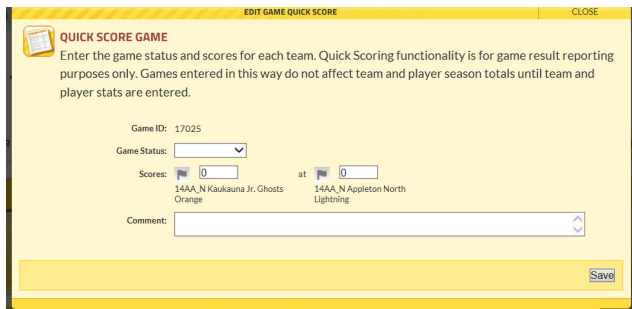 EDIT GAME QUICK SCORE CLOSE
QUICK SCORE GAME
Enter the game status and scores for each team. Quick Scoring functionality is for game result reporting
purposes only. Games entered in this way do not affect team and player season totals until team and
player stats are entered.
Game ID: 17025
Game Status:
Scores: 0 at 0
14AA_N Kaukauna Jr. Ghosts 14AA_N Appleton North
Orange Lightning
Comment:
Save